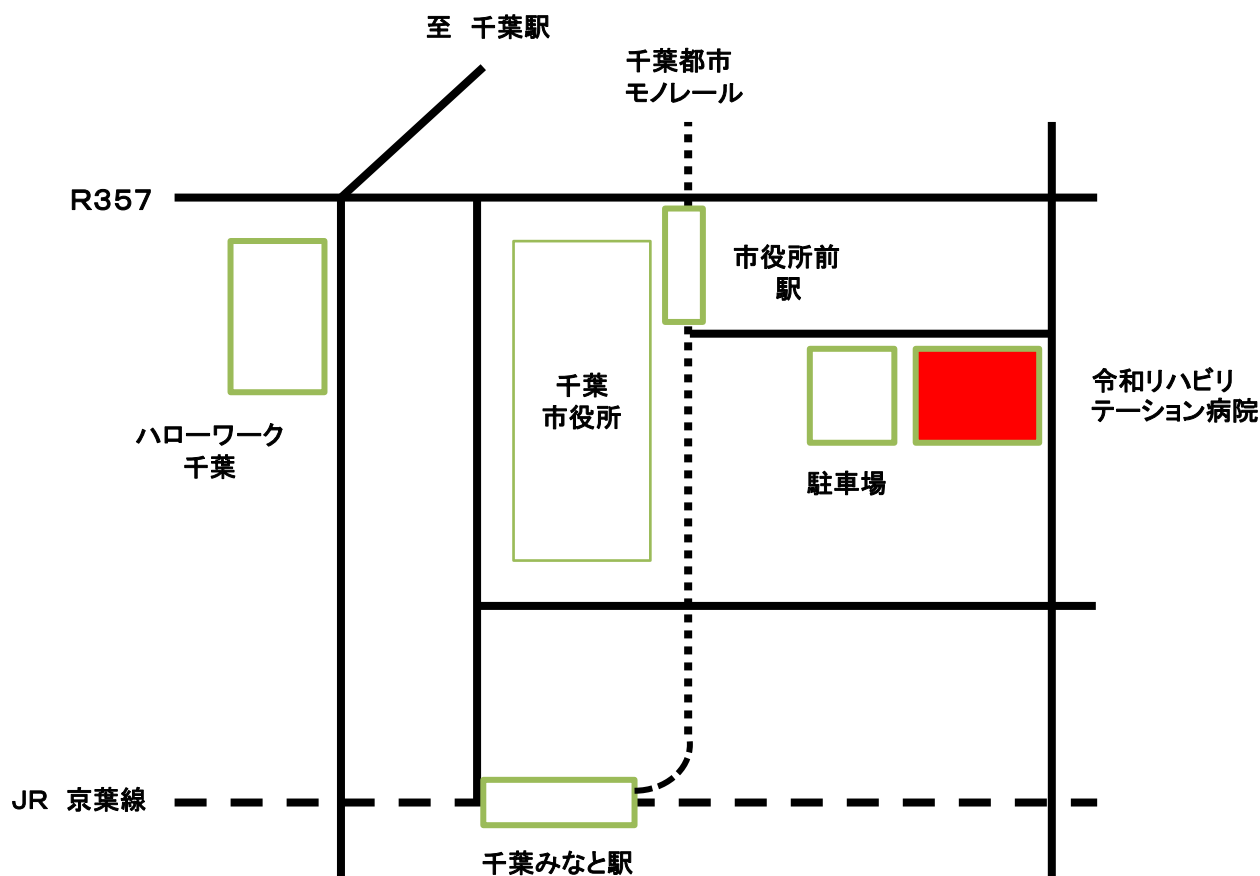 至 千葉駅
千葉都市
モノレール
R357
市役所前
駅
千葉
市役所
令和リハビリ
テーション病院
ハローワーク
千葉
駐車場
JR 京葉線
千葉みなと駅